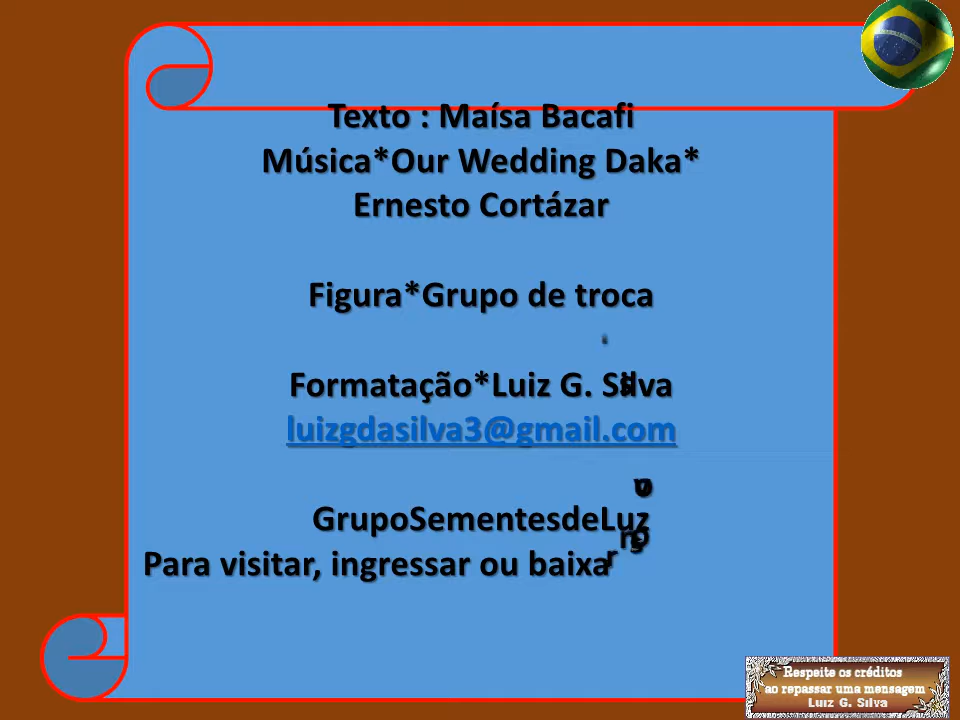 Texto : Maísa Bacafi
Música*Our Wedding Daka*
Ernesto Cortázar
Figura*Grupo de troca
Formatação*Luiz G. Silva
luizgdasilva3@gmail.com
GrupoSementesdeLuz
Para visitar, ingressar ou baixa
Respeite os créditos
ao repassar uma mensagem
Luiz G. Silva